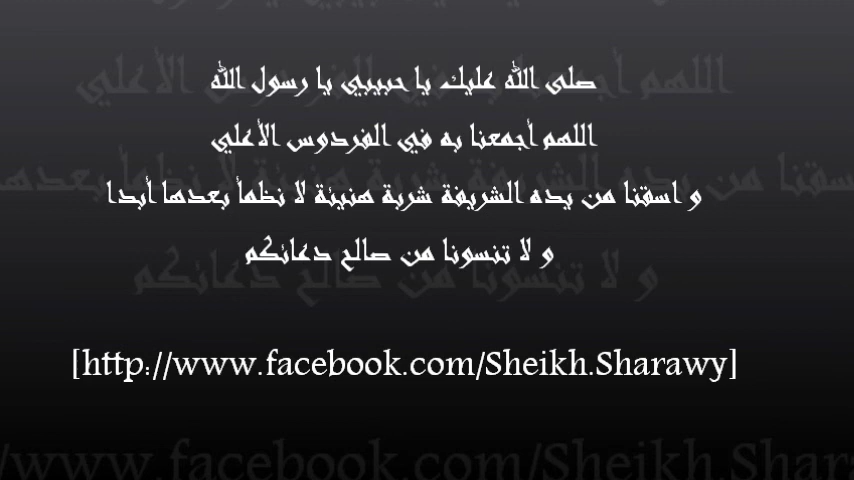 صلى الله عليك يا حبيبي يا رسول الله
اللهم أجمعنا به في الفردوس الأعلي
و اسقنا من يده الشريفة شربة هنيئة لا نظمأ بعدها أبدا
و لا تنسونا من صالح دعائكم
[http://www.facebook.com/Sheikh.Sharawy]